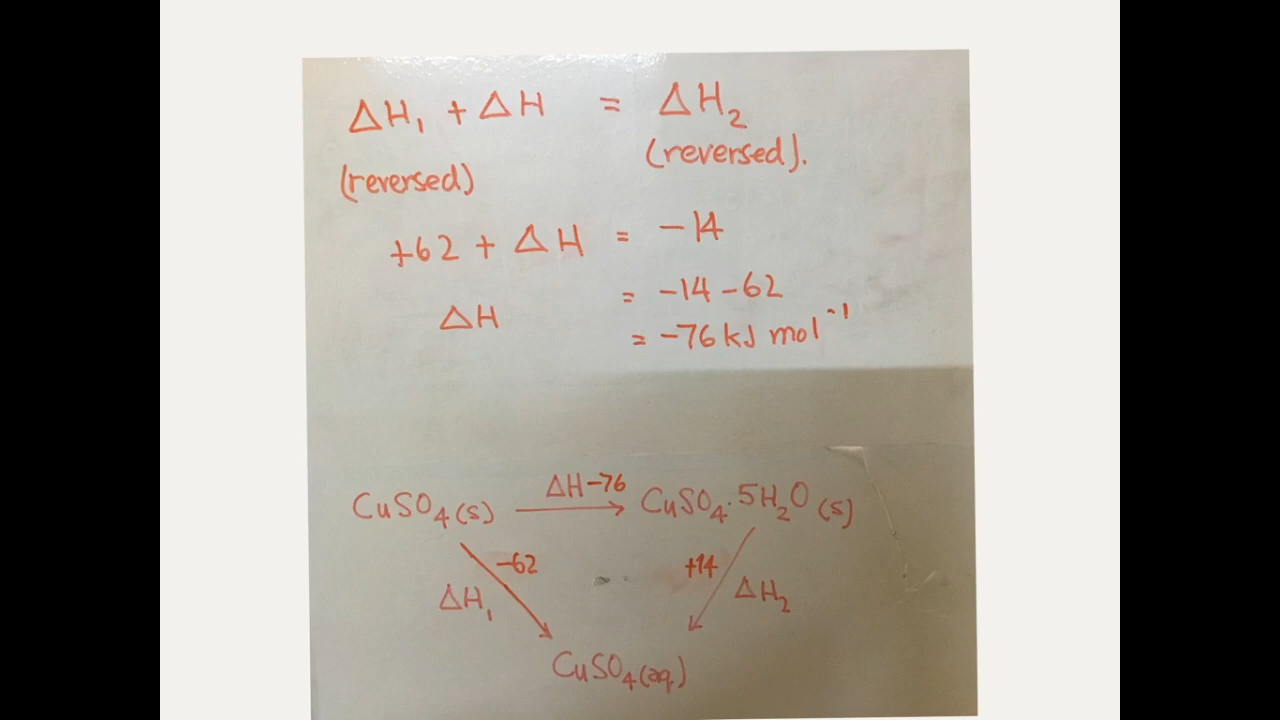 ΔH₁ + ΔH = ΔH₂
(reversed) (reversed).
+62 + ΔH = -14
ΔH = -14 -62
= -76 kJ mol⁻¹
CuSO₄(s) ΔH -76 CuSO₄.5H₂O (s)
-62 +14
ΔH₁ ΔH₂
CuSO₄(aq)